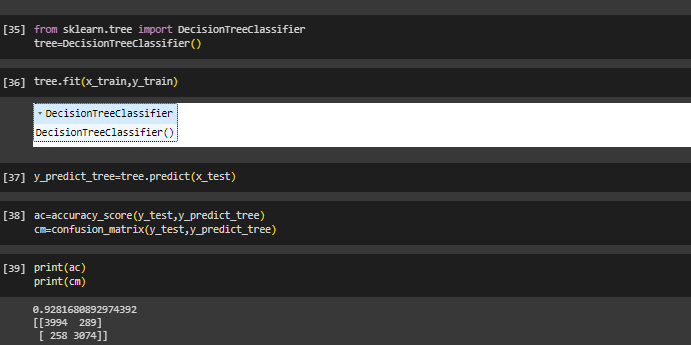 [35] from sklearn.tree import DecisionTreeClassifier
tree=DecisionTreeClassifier()
[36] tree.fit(x_train,y_train)
DecisionTreeClassifier
DecisionTreeClassifier()
[37] y_predict_tree=tree.predict(x_test)
[38] ac=accuracy_score(y_test,y_predict_tree)
cm=confusion_matrix(y_test,y_predict_tree)
[39] print(ac)
print(cm)
0.9281680892974392
[[3994  289]
 [ 258 3074]]